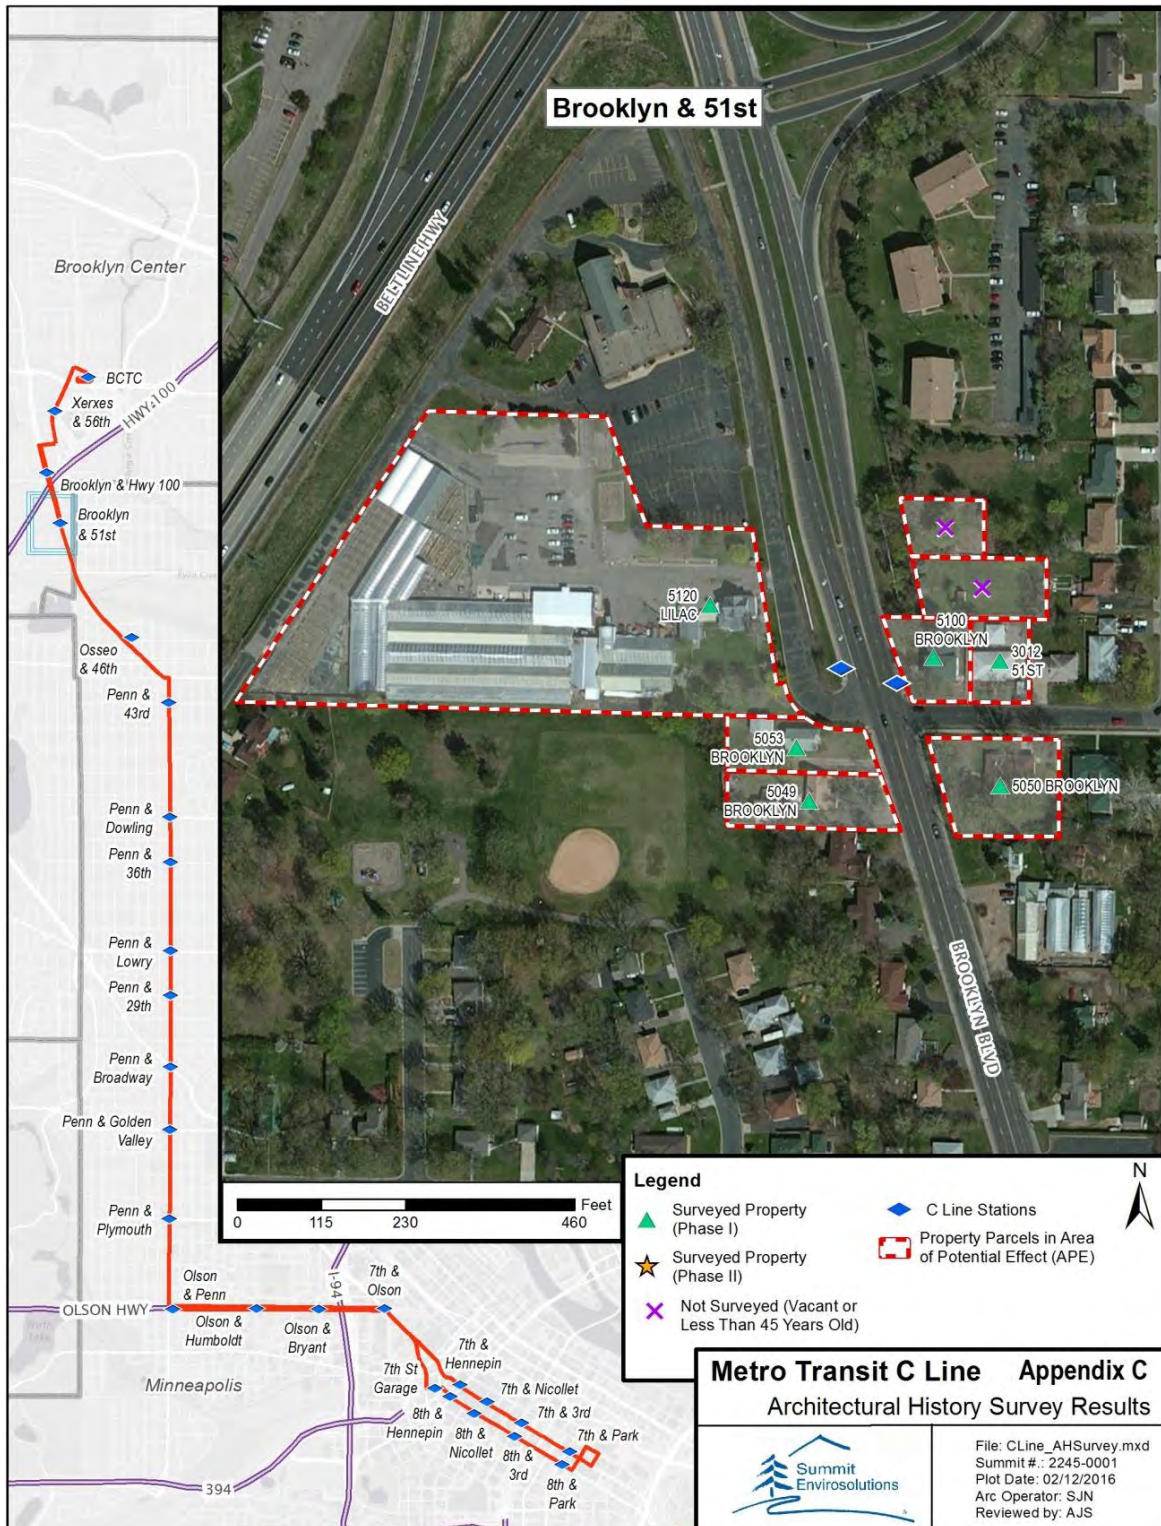 Brooklyn & 51st
BELTLINE HWY
5120
LILAC
5100
BROOKLYN
3012
51ST
5053
BROOKLYN
5049
BROOKLYN
5050 BROOKLYN
BROOKLYN BLVD
Feet
0 115 230 460
Brooklyn Center
BCTC
Xerxes
& 56th
HWY 100
Brooklyn & Hwy 100
Brooklyn
& 51st
Osseo
& 46th
Penn &
43rd
Penn &
Dowling
Penn &
36th
Penn &
Lowry
Penn &
29th
Penn &
Broadway
Penn & Golden
Valley
Penn &
Plymouth
Olson
& Penn
OLSON HWY
Olson &
Humboldt
Olson &
Bryant
I-94
7th &
Olson
Minneapolis
7th &
Hennepin
7th St
Garage
7th & Nicollet
7th & 3rd
7th & Park
8th &
Hennepin
8th &
Nicollet
8th &
3rd
8th &
Park
394
Legend
Surveyed Property
(Phase I)
Surveyed Property
(Phase II)
Not Surveyed (Vacant or
Less Than 45 Years Old)
C Line Stations
Property Parcels in Area
of Potential Effect (APE)
N
Metro Transit C Line Appendix C
Architectural History Survey Results
Summit
Envirosolutions
File: CLine_AHSurvey.mxd
Summit #.: 2245-0001
Plot Date: 02/12/2016
Arc Operator: SJN
Reviewed by: AJS